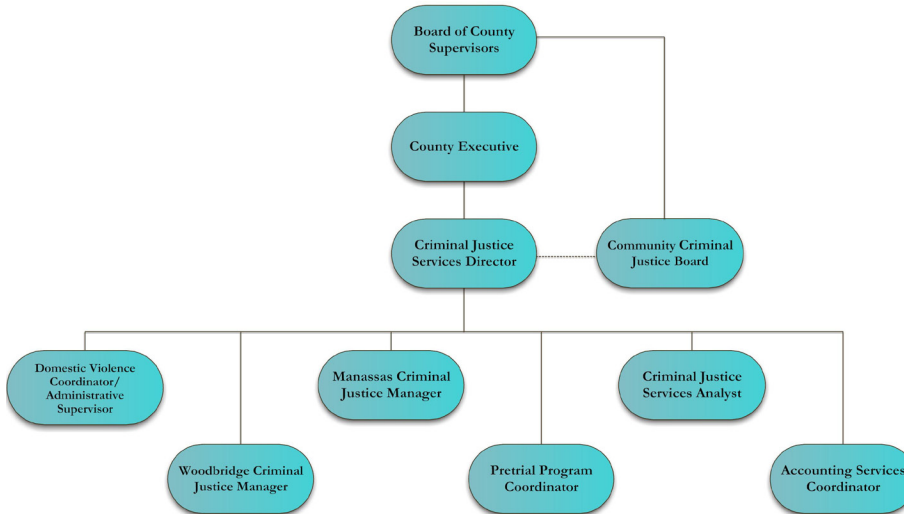 Board of County
Supervisors
County Executive
Criminal Justice
Services Director
Community Criminal
Justice Board
Domestic Violence
Coordinator/
Administrative
Supervisor
Manassas Criminal
Justice Manager
Criminal Justice
Services Analyst
Woodbridge Criminal
Justice Manager
Pretrial Program
Coordinator
Accounting Services
Coordinator